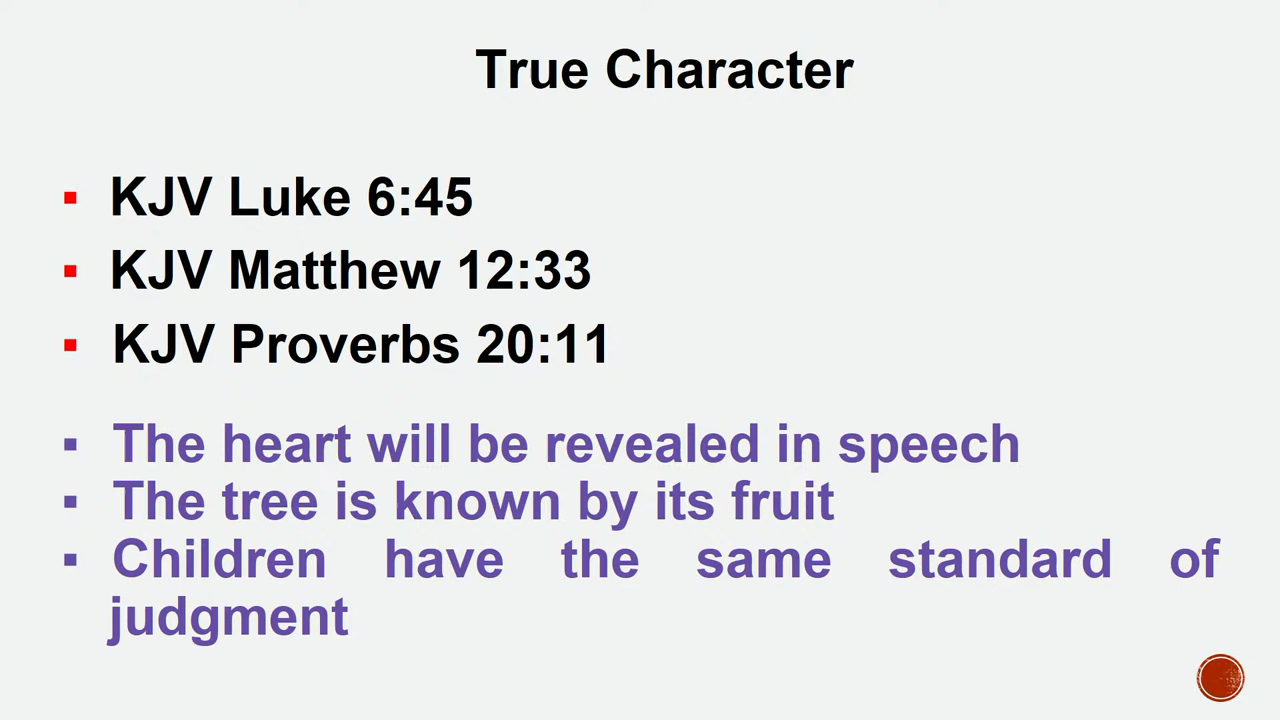 True Character
▪ KJV Luke 6:45
▪ KJV Matthew 12:33
▪ KJV Proverbs 20:11
▪ The heart will be revealed in speech
▪ The tree is known by its fruit
▪ Children have the same standard of
judgment